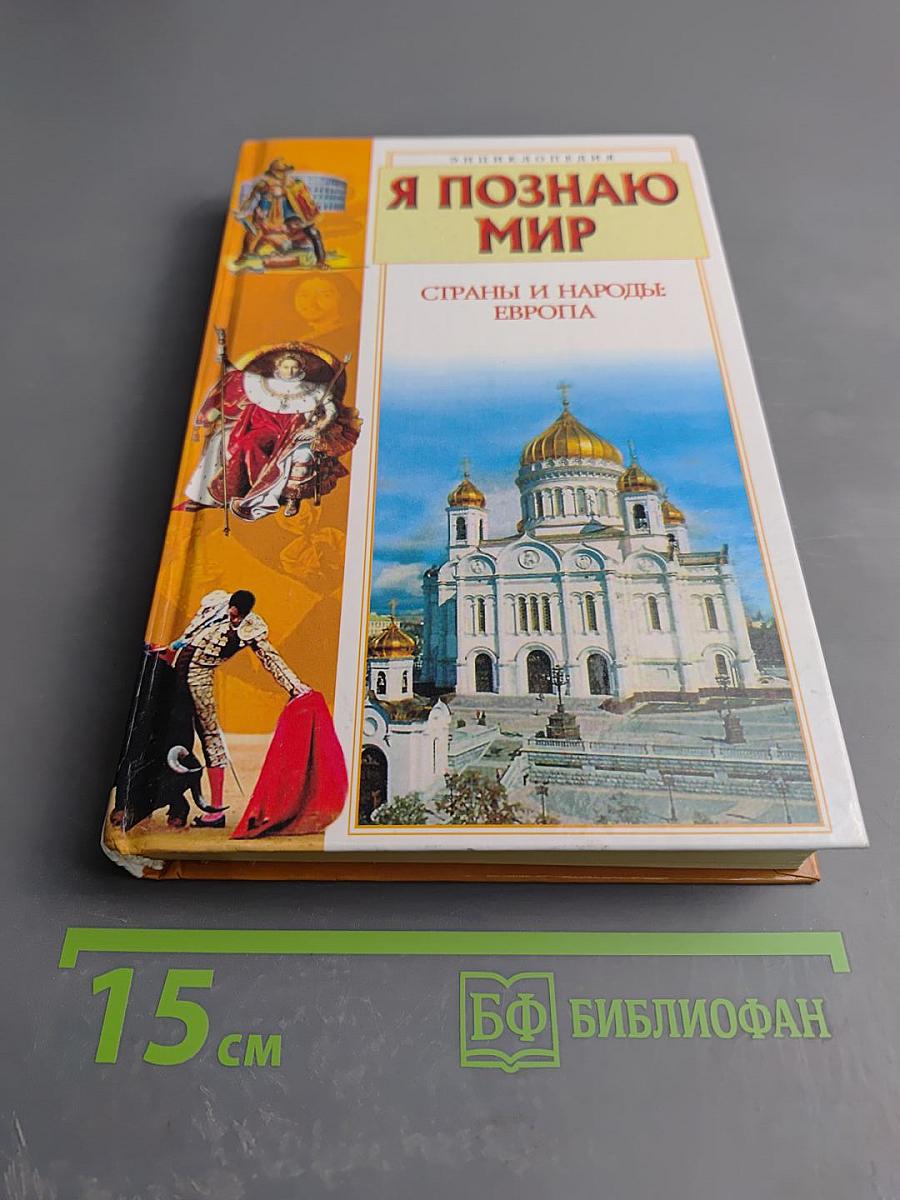 ЭНЦИКЛОПЕДИЯ
Я ПОЗНАЮ
МИР
СТРАНЫ И НАРОДЫ:
ЕВРОПА
15 см
БФ БИБЛИОФАН